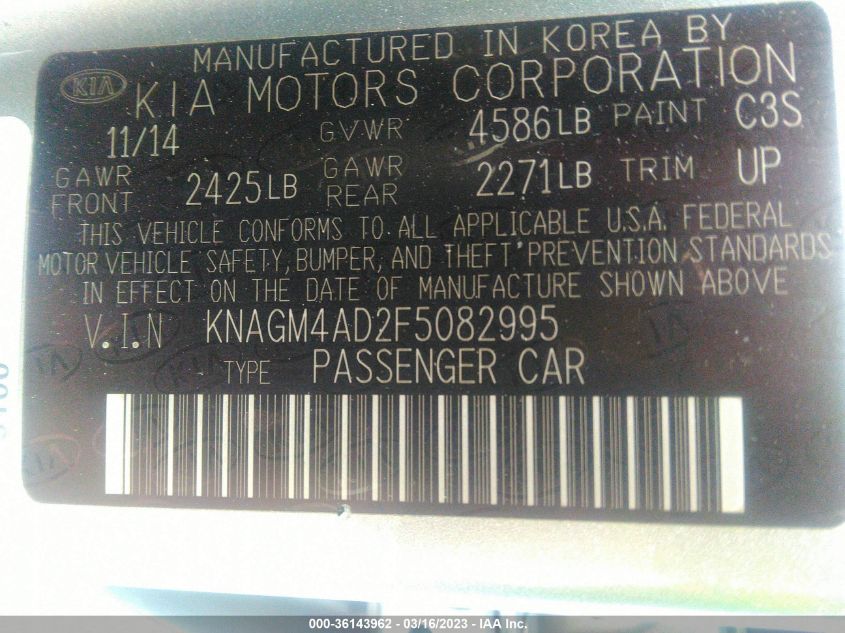 MANUFACTURED IN KOREA BY
KIA KIA MOTORS CORPORATION
11/14 GVWR 4586LB PAINT C3S
GAWR FRONT 2425LB GAWR REAR 2271LB TRIM UP
THIS VEHICLE CONFORMS TO ALL APPLICABLE U.S.A. FEDERAL
MOTOR VEHICLE SAFETY, BUMPER, AND THEFT PREVENTION STANDARDS
IN EFFECT ON THE DATE OF MANUFACTURE SHOWN ABOVE
V.I.N KNAGM4AD2F5082995
TYPE PASSENGER CAR
000-36143962 - 03/16/2023 - IAA Inc.